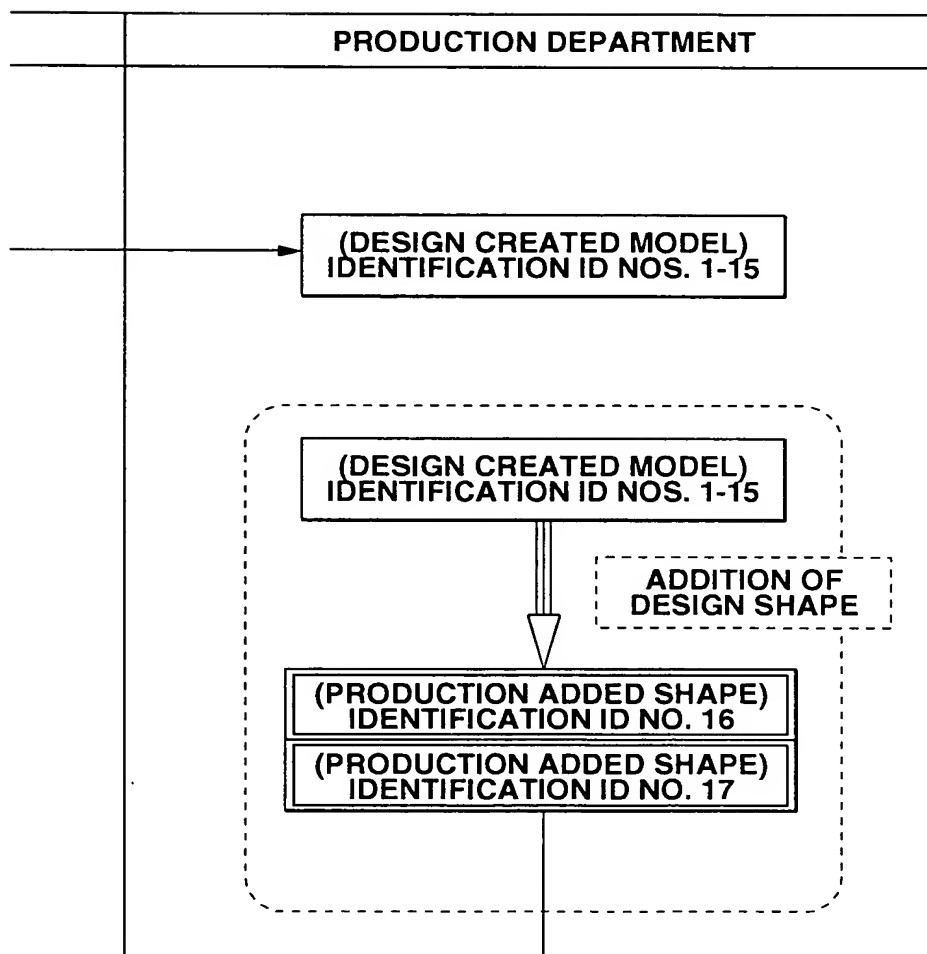 PRODUCTION DEPARTMENT
(DESIGN CREATED MODEL)
IDENTIFICATION ID NOS. 1-15
(DESIGN CREATED MODEL)
IDENTIFICATION ID NOS. 1-15
ADDITION OF
DESIGN SHAPE
(PRODUCTION ADDED SHAPE)
IDENTIFICATION ID NO. 16
(PRODUCTION ADDED SHAPE)
IDENTIFICATION ID NO. 17